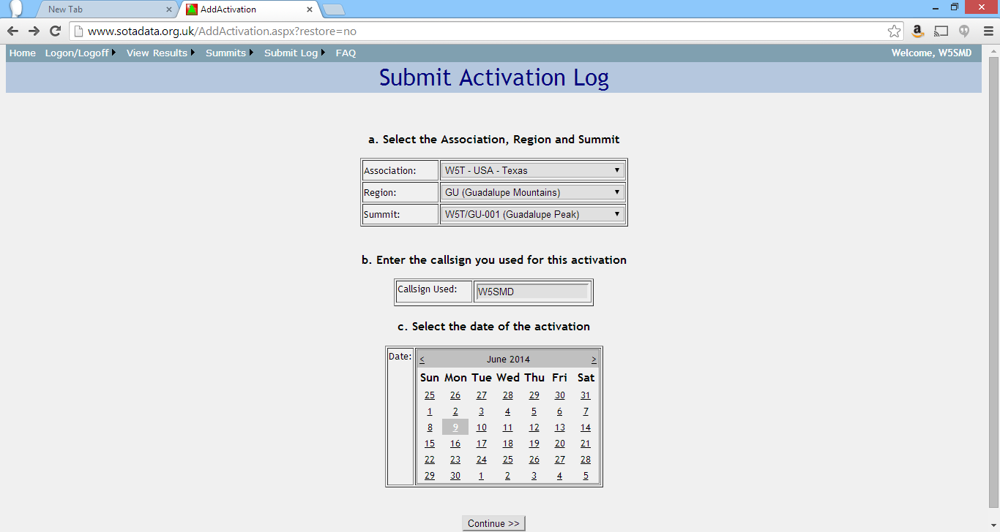 New Tab
AddActivation
www.sotadata.org.uk/AddActivation.aspx?restore=no
Home Logon/Logoff View Results Summits Submit Log FAQ Welcome, W5SMD
Submit Activation Log
a. Select the Association, Region and Summit
Association: W5T - USA - Texas
Region: GU (Guadalupe Mountains)
Summit: W5T/GU-001 (Guadalupe Peak)
b. Enter the callsign you used for this activation
Callsign Used: W5SMD
c. Select the date of the activation
Date: < June 2014 >
Sun Mon Tue Wed Thu Fri Sat
25 26 27 28 29 30 31
1 2 3 4 5 6 7
8 9 10 11 12 13 14
15 16 17 18 19 20 21
22 23 24 25 26 27 28
29 30 1 2 3 4 5
Continue >>